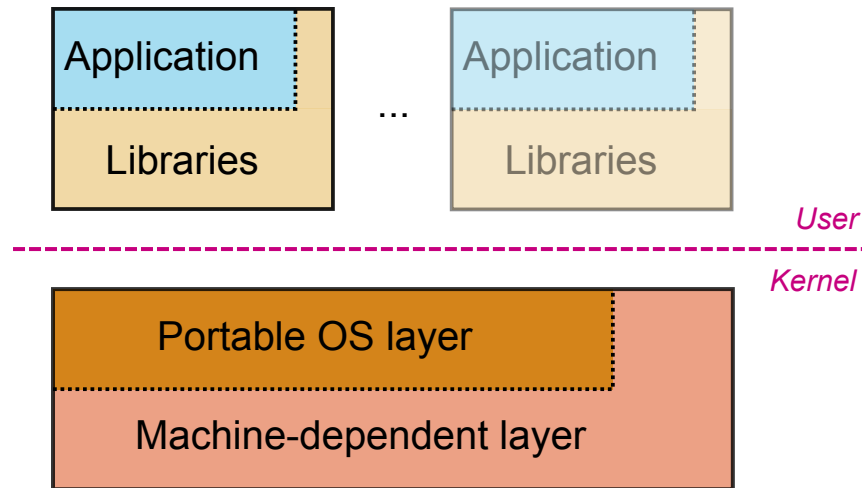 Application
Application
...
Libraries
Libraries
User
Kernel
Portable OS layer
Machine-dependent layer